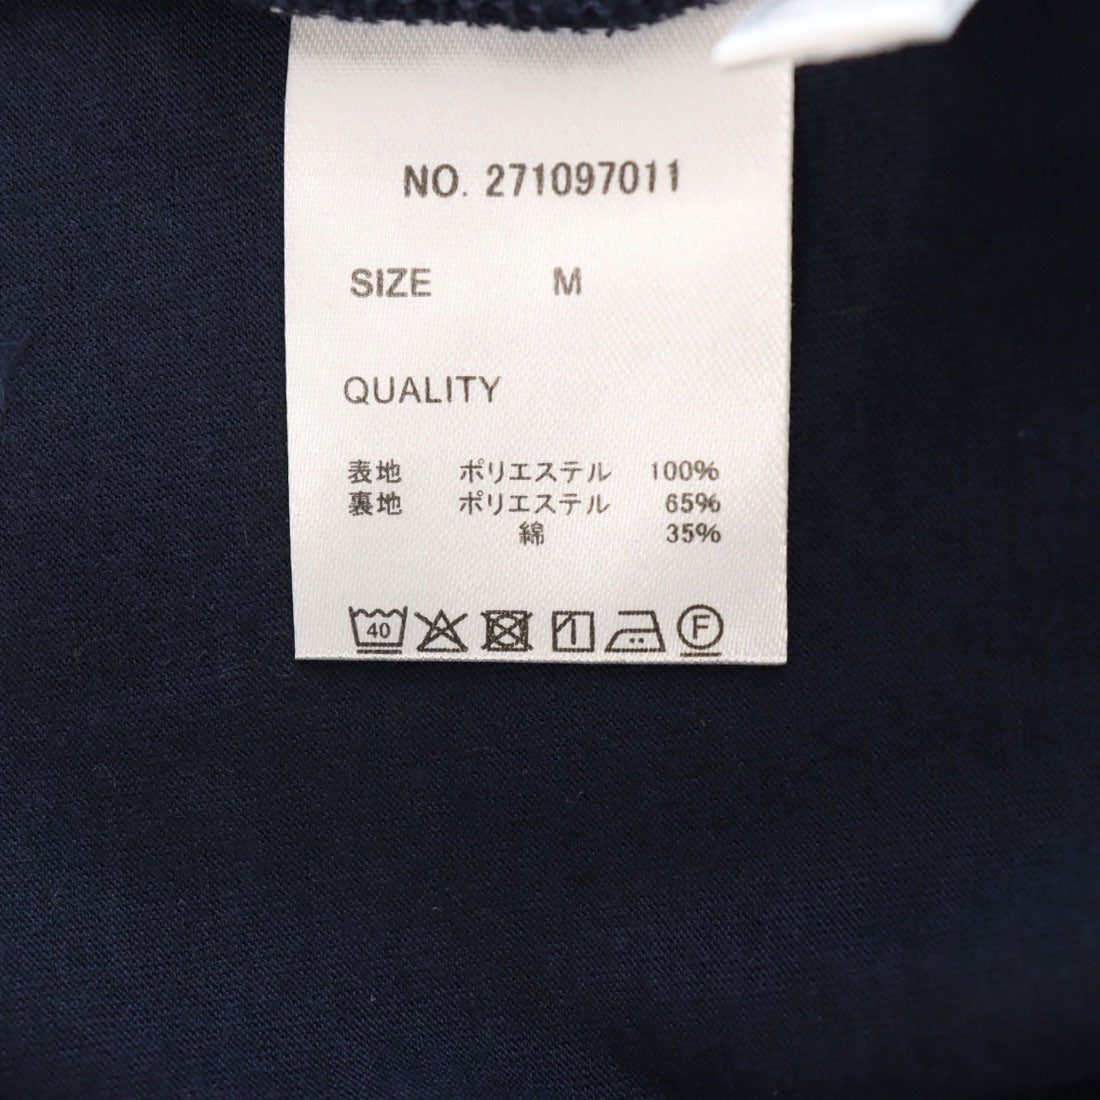 NO. 271097011
SIZE M
QUALITY
表地 ポリエステル 100%
裏地 ポリエステル 65%
綿 35%
40 F